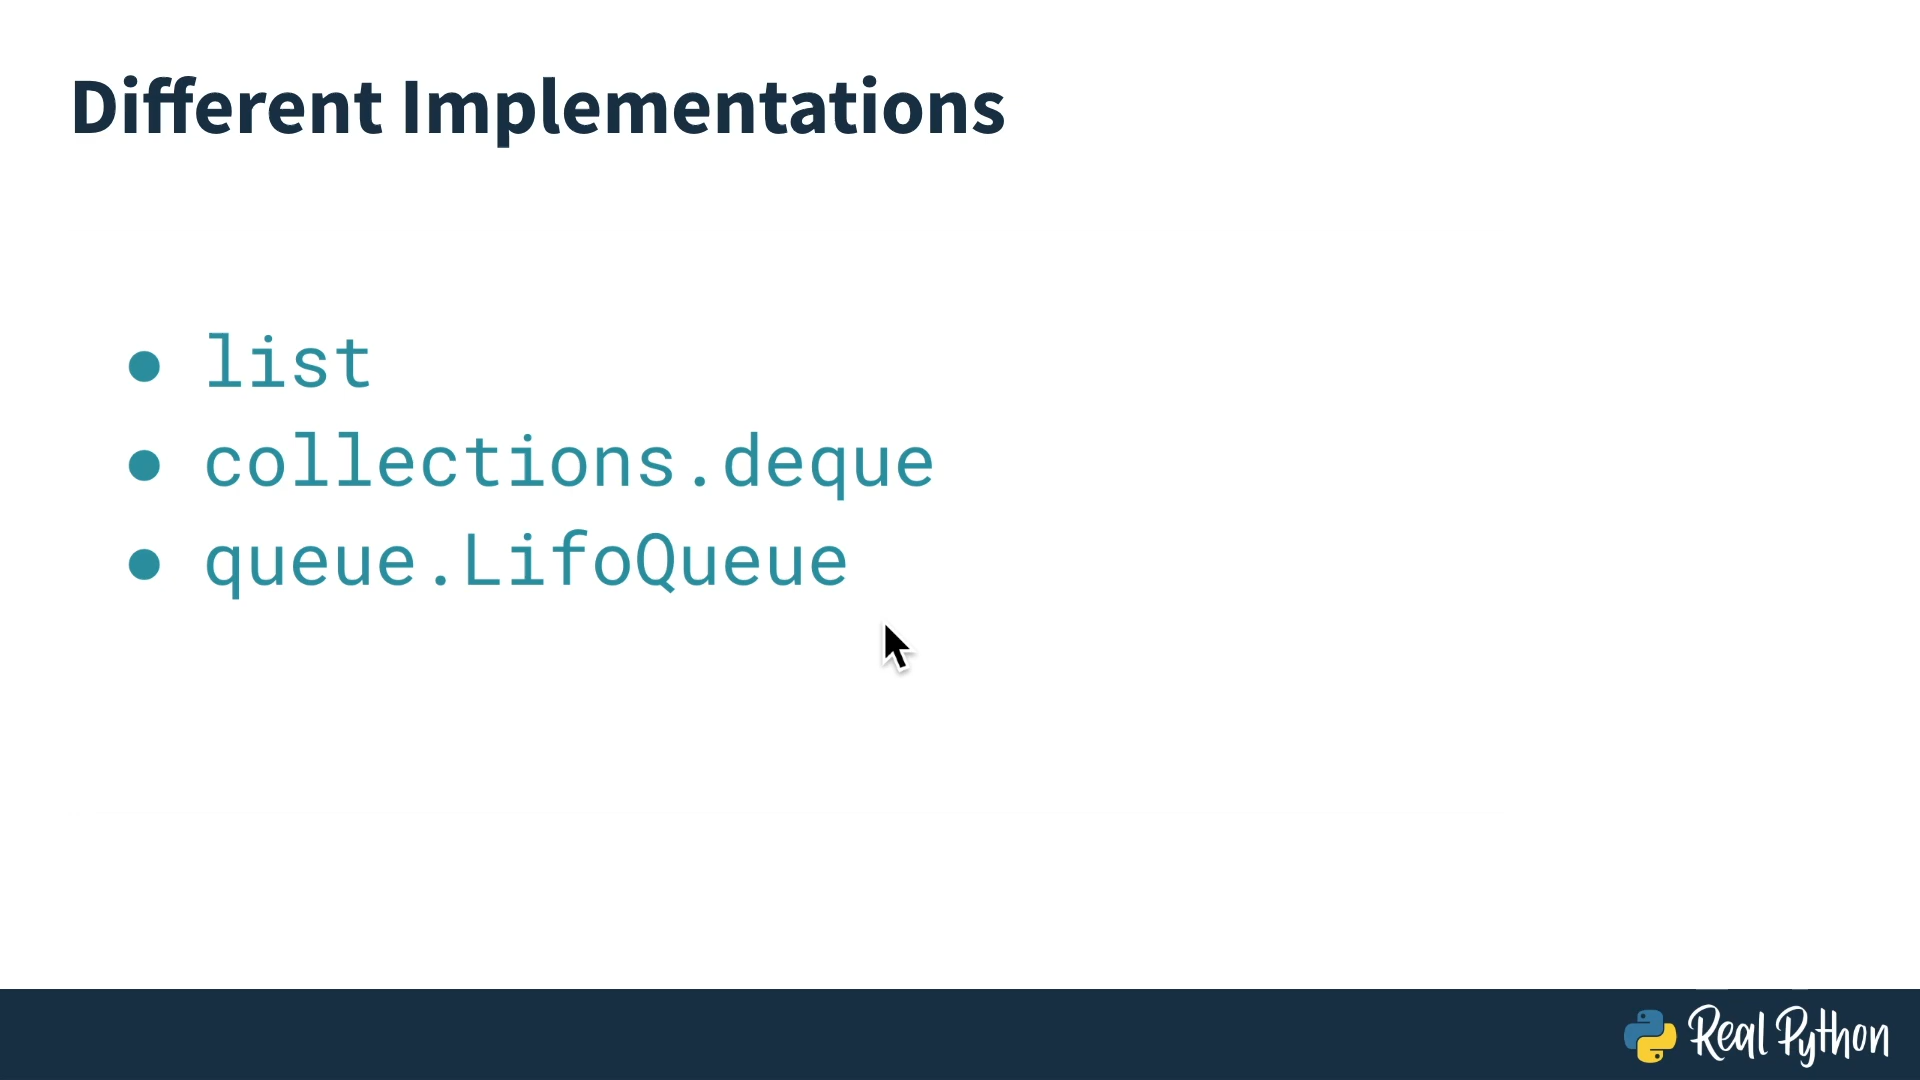 Different Implementations
● list
● collections.deque
● queue.LifoQueue
Real Python